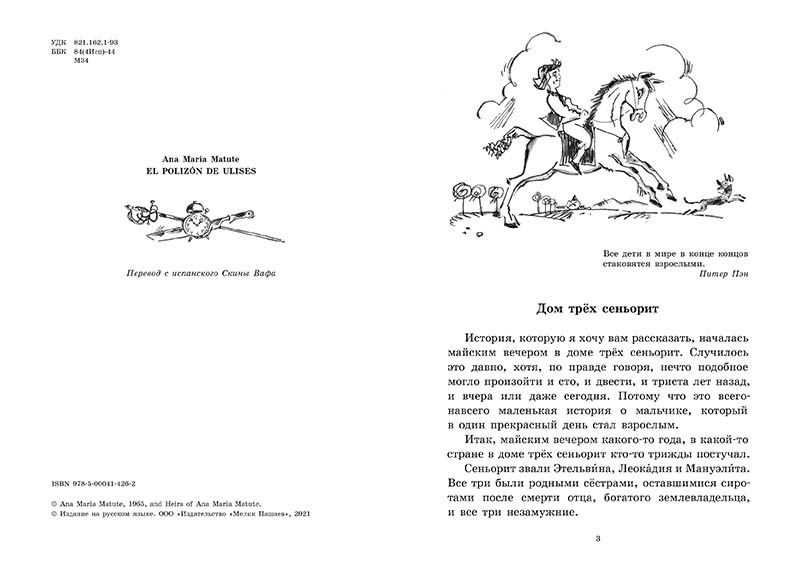 УДК 821.162.1-93
ББК 84(4Исп)-44
М34
Ana María Matute
EL POLIZÓN DE ULISES
Перевод с испанского Скины Вафа
ISBN 978-5-00041-426-2
© Ana María Matute, 1965, and Heirs of Ana María Matute.
© Издание на русском языке. ООО «Издательство «Мелик Пашаев», 2021
Все дети в мире в конце концов
становятся взрослыми.
Питер Пэн
Дом трёх сеньорит
История, которую я хочу вам рассказать, началась
майским вечером в доме трёх сеньорит. Случилось
это давно, хотя, по правде говоря, нечто подобное
могло произойти и сто, и двести, и триста лет назад,
и вчера или даже сегодня. Потому что это всего-
навсего маленькая история о мальчике, который
в один прекрасный день стал взрослым.
Итак, майским вечером какого-то года, в какой-то
стране в доме трёх сеньорит кто-то трижды постучал.
Сеньорит звали Этельви́на, Леока́дия и Мануэли́та.
Все три были родными сёстрами, оставшимися сиро-
тами после смерти отца, богатого землевладельца,
и все три незамужние.
3